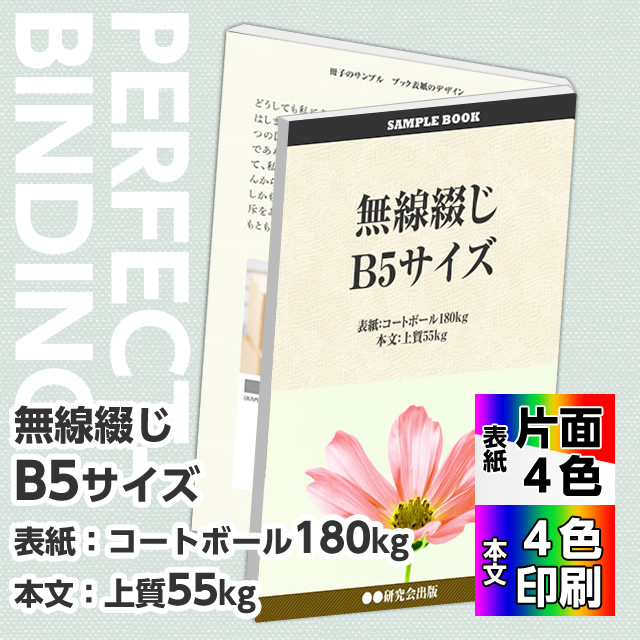 PERFECT
BINDING
冊子のサンプル　ブック表紙のデザイン
SAMPLE BOOK
無線綴じ
B5サイズ
表紙:コートボール180kg
本文:上質55kg
●●研究会出版
無線綴じ
B5サイズ
表紙：コートボール180kg
本文：上質55kg
表紙
片面
4色
本文
4色
印刷